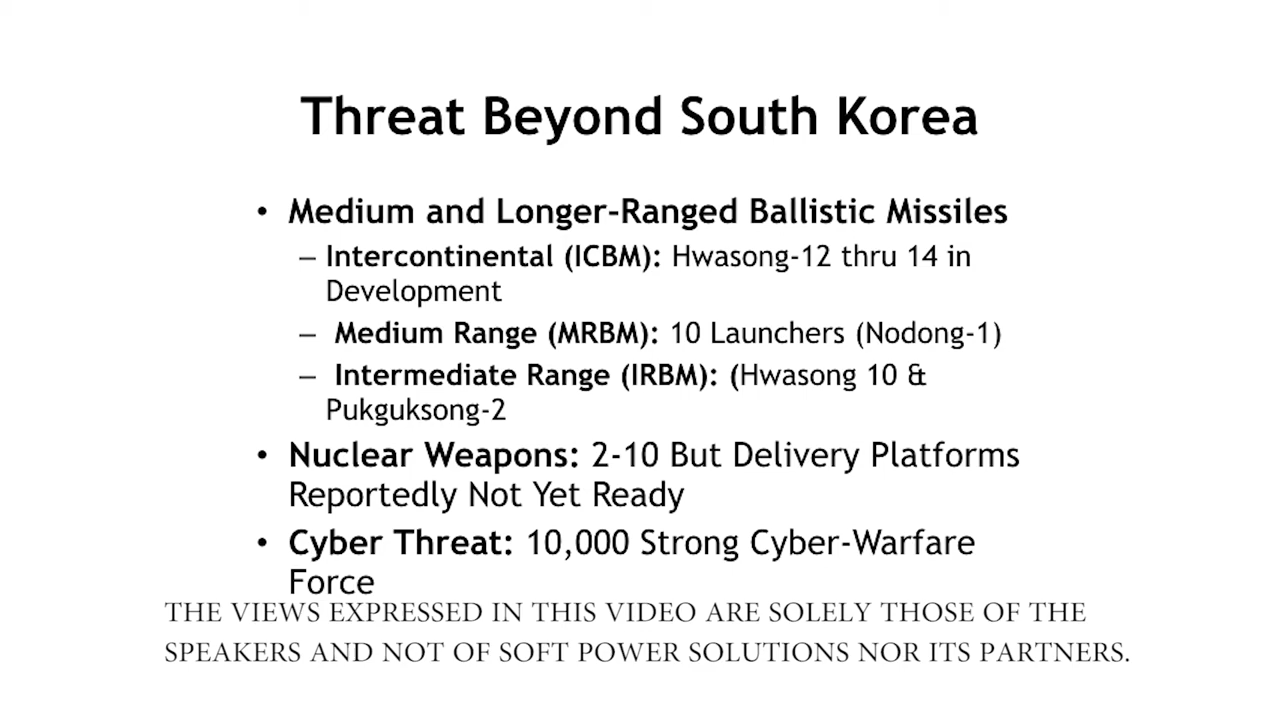 Threat Beyond South Korea
• Medium and Longer-Ranged Ballistic Missiles
– Intercontinental (ICBM): Hwasong-12 thru 14 in
Development
– Medium Range (MRBM): 10 Launchers (Nodong-1)
– Intermediate Range (IRBM): (Hwasong 10 &
Pukguksong-2
• Nuclear Weapons: 2-10 But Delivery Platforms
Reportedly Not Yet Ready
• Cyber Threat: 10,000 Strong Cyber-Warfare
Force
THE VIEWS EXPRESSED IN THIS VIDEO ARE SOLELY THOSE OF THE
SPEAKERS AND NOT OF SOFT POWER SOLUTIONS NOR ITS PARTNERS.